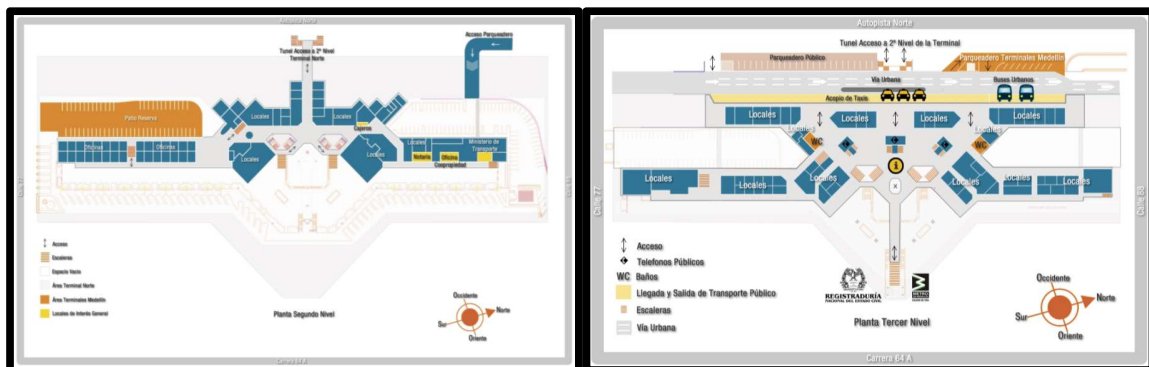 Autopista Norte
Acceso Parqueadero
Tunel Acceso a 2º Nivel
Terminal Norte
Patio Reserva
Locales
Locales
Cajeros
Oficinas
Oficinas
Locales
Locales
Locales
Ministerio de
Transporte
Notaria
Oficina
Copropiedad
Acceso
Escaleras
Espacio Vacio
Área Terminal Norte
Área Terminales Medellín
Locales de Interés General
Planta Segundo Nivel
Occidente
Norte
Sur
Oriente
Carrera 64 A
Autopista Norte
Tunel Acceso a 2º Nivel de la Terminal
Parqueadero Público
Parqueadero Terminales Medellín
Vía Urbana
Buses Urbanos
Acopio de Taxis
Locales
Locales
Locales
Locales
Locales
WC
Locales
WC
Locales
Locales
Locales
Locales
Locales
Locales
Calle 77
Calle 88
Acceso
Telefonos Públicos
WC Baños
Llegada y Salida de Transporte Público
Escaleras
Vía Urbana
REGISTRADURÍA
NACIONAL DEL ESTADO CIVIL
METRO
Planta Tercer Nivel
Occidente
Norte
Sur
Oriente
Carrera 64 A